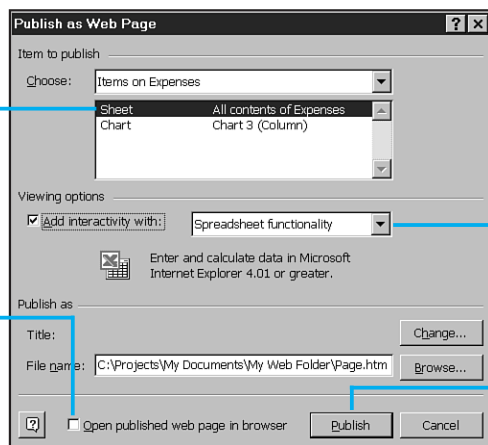 Publish as Web Page
Item to publish
Choose: Items on Expenses
Sheet All contents of Expenses
Chart Chart 3 (Column)
Viewing options
Add interactivity with: Spreadsheet functionality
Enter and calculate data in Microsoft
Internet Explorer 4.01 or greater.
Publish as
Title: Change...
File name: C:\Projects\My Documents\My Web Folder\Page.htm Browse...
Open published web page in browser Publish Cancel